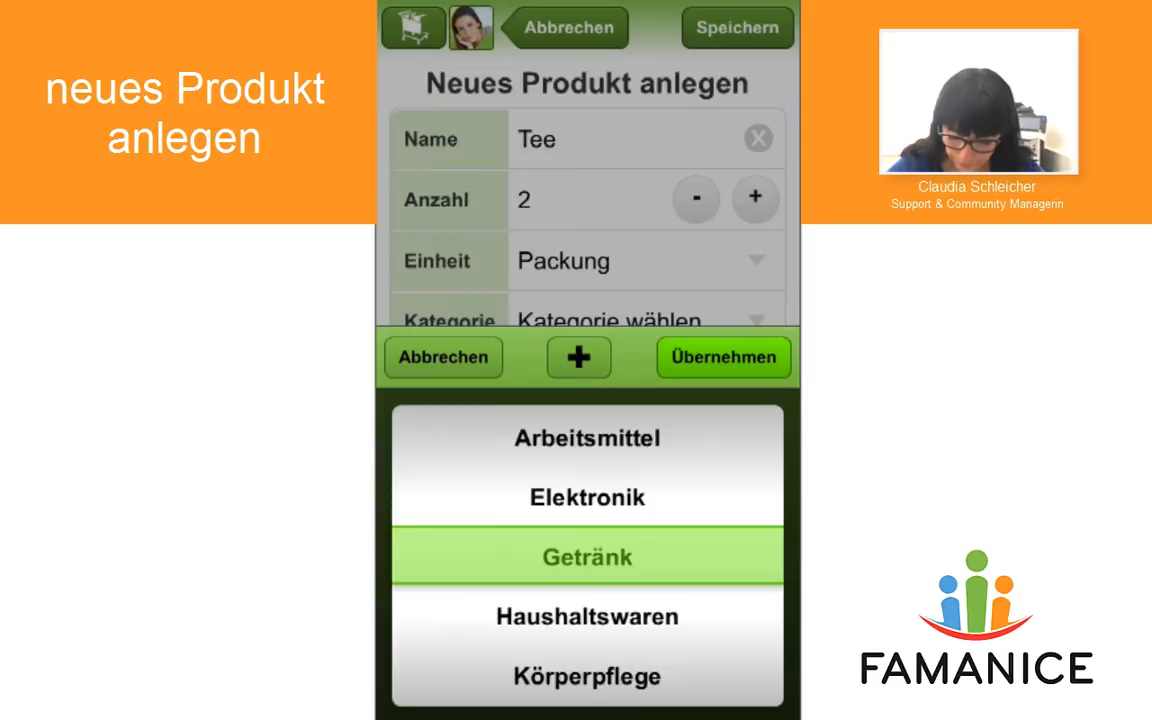 neues Produkt
anlegen
Abbrechen
Speichern
Neues Produkt anlegen
Name
Tee
Anzahl
2
-
+
Einheit
Packung
Kategorie
Kategorie wählen
Abbrechen
+
Übernehmen
Arbeitsmittel
Elektronik
Getränk
Haushaltswaren
Körperpflege
Claudia Schleicher
Support & Community Managerin
FAMANICE